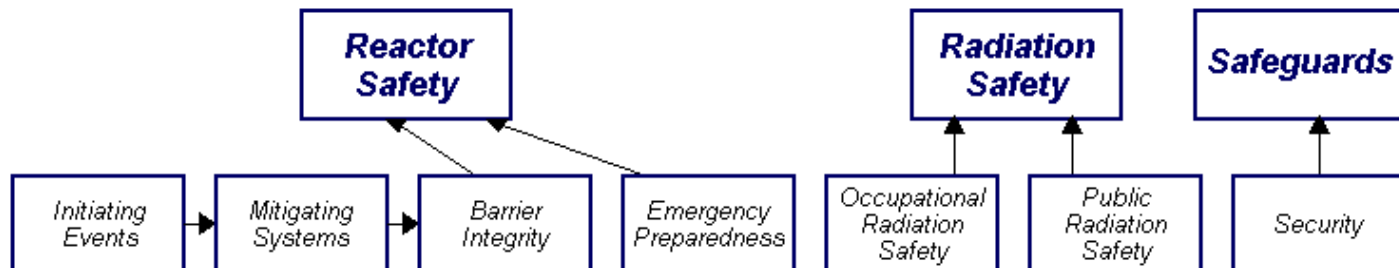 Reactor
Safety
Radiation
Safety
Safeguards
Initiating
Events
Mitigating
Systems
Barrier
Integrity
Emergency
Preparedness
Occupational
Radiation
Safety
Public
Radiation
Safety
Security